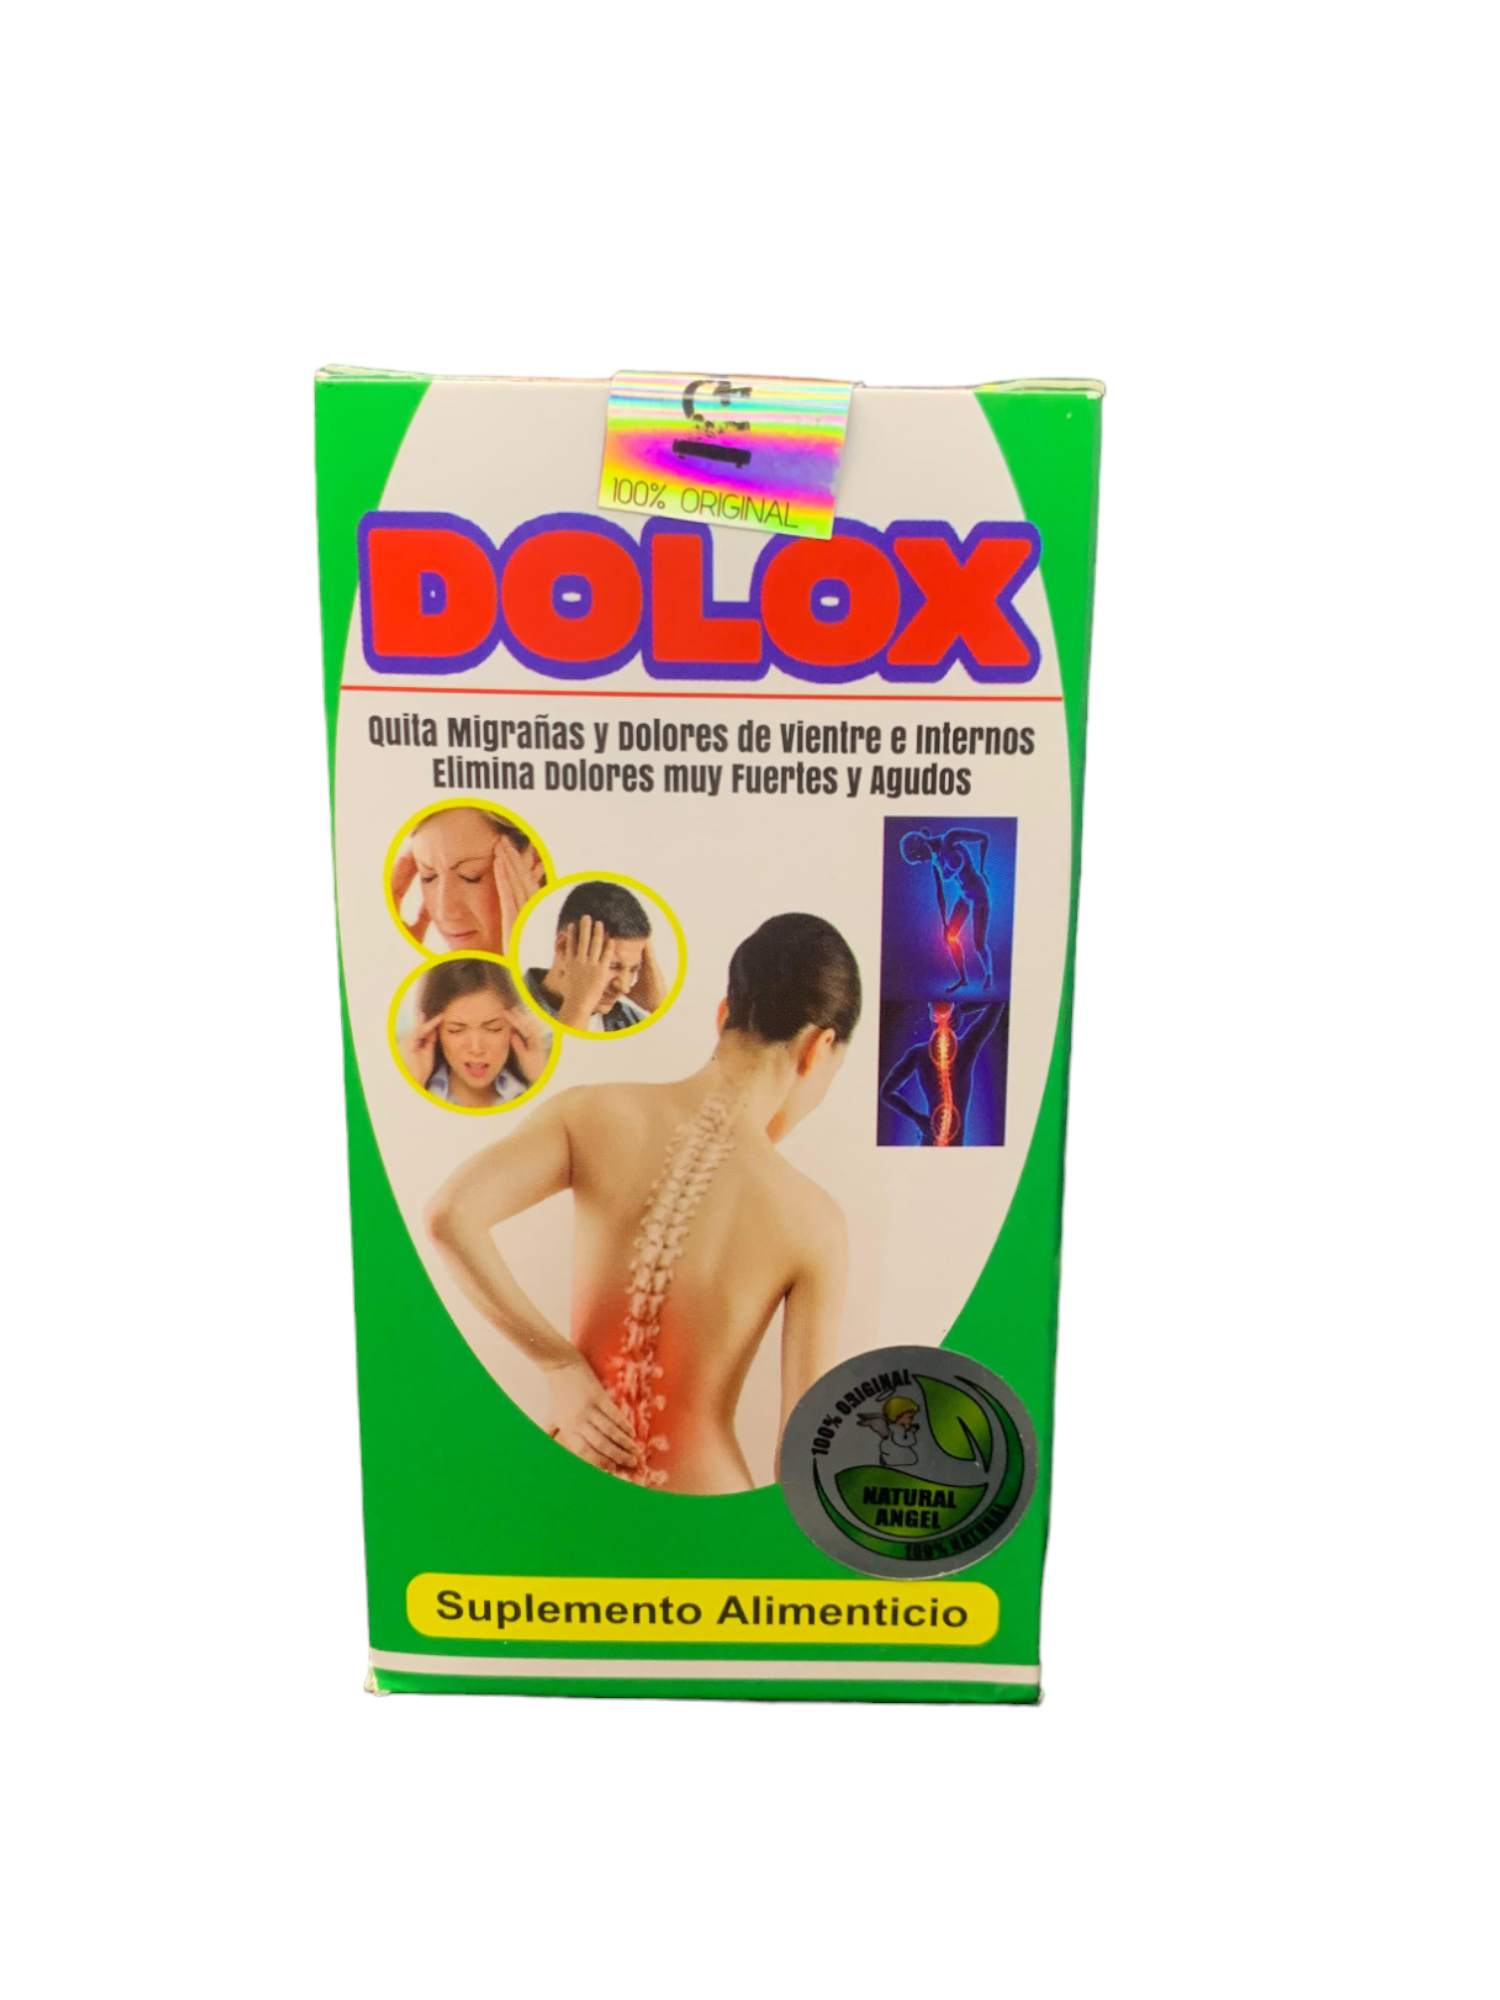 100% ORIGINAL
DOLOX
Quita Migrañas y Dolores de Vientre e Internos
Elimina Dolores muy Fuertes y Agudos
100% ORIGINAL
NATURAL
ANGEL
100% NATURAL
Suplemento Alimenticio